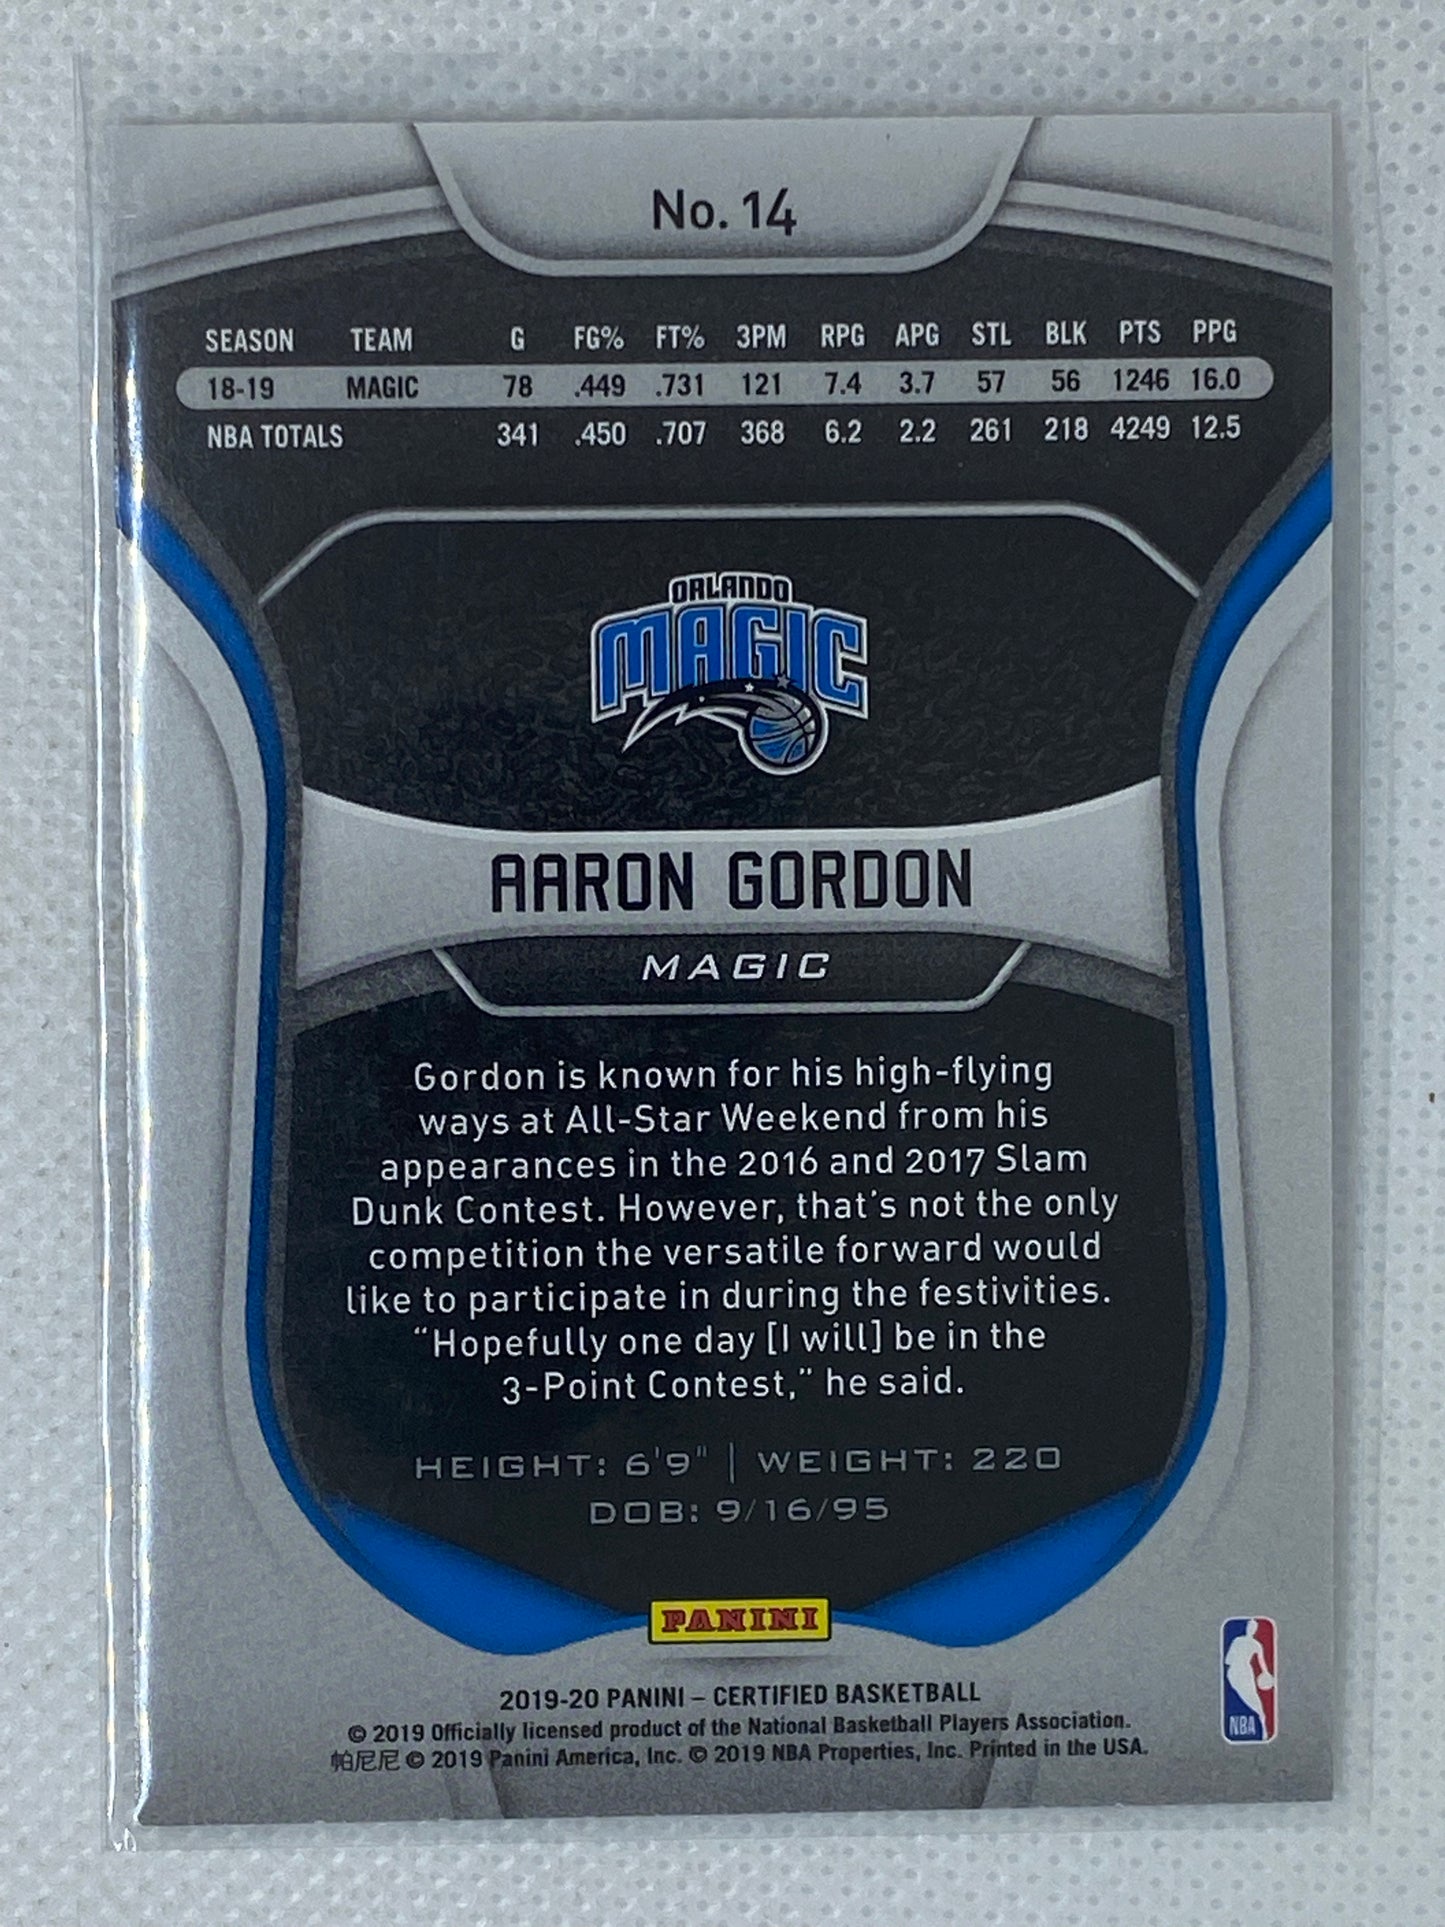 No. 14
SEASON TEAM G FG% FT% 3PM RPG APG STL BLK PTS PPG
18-19 MAGIC 78 .449 .731 121 7.4 3.7 57 56 1246 16.0
NBA TOTALS 341 .450 .707 368 6.2 2.2 261 218 4249 12.5
ORLANDO
MAGIC
AARON GORDON
MAGIC
Gordon is known for his high-flying
ways at All-Star Weekend from his
appearances in the 2016 and 2017 Slam
Dunk Contest. However, that's not the only
competition the versatile forward would
like to participate in during the festivities.
"Hopefully one day [I will] be in the
3-Point Contest," he said.
HEIGHT: 6'9" | WEIGHT: 220
DOB: 9/16/95
PANINI
2019-20 PANINI – CERTIFIED BASKETBALL
© 2019 Officially licensed product of the National Basketball Players Association.
帕尼尼 © 2019 Panini America, Inc. © 2019 NBA Properties, Inc. Printed in the USA.
NBA